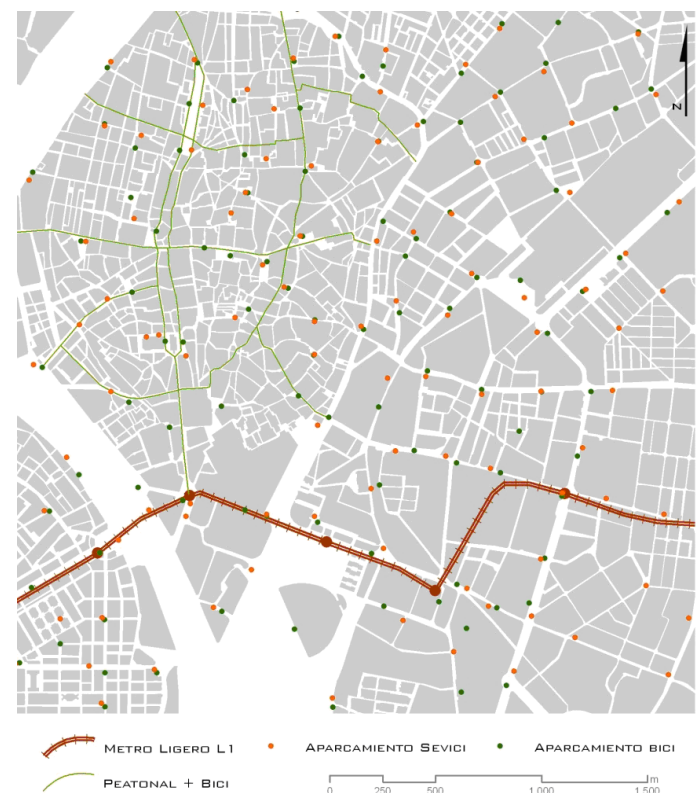 N
METRO LIGERO L1
APARCAMIENTO SEVICI
APARCAMIENTO BICI
PEATONAL + BICI
m
0 250 500 1.000 1.500